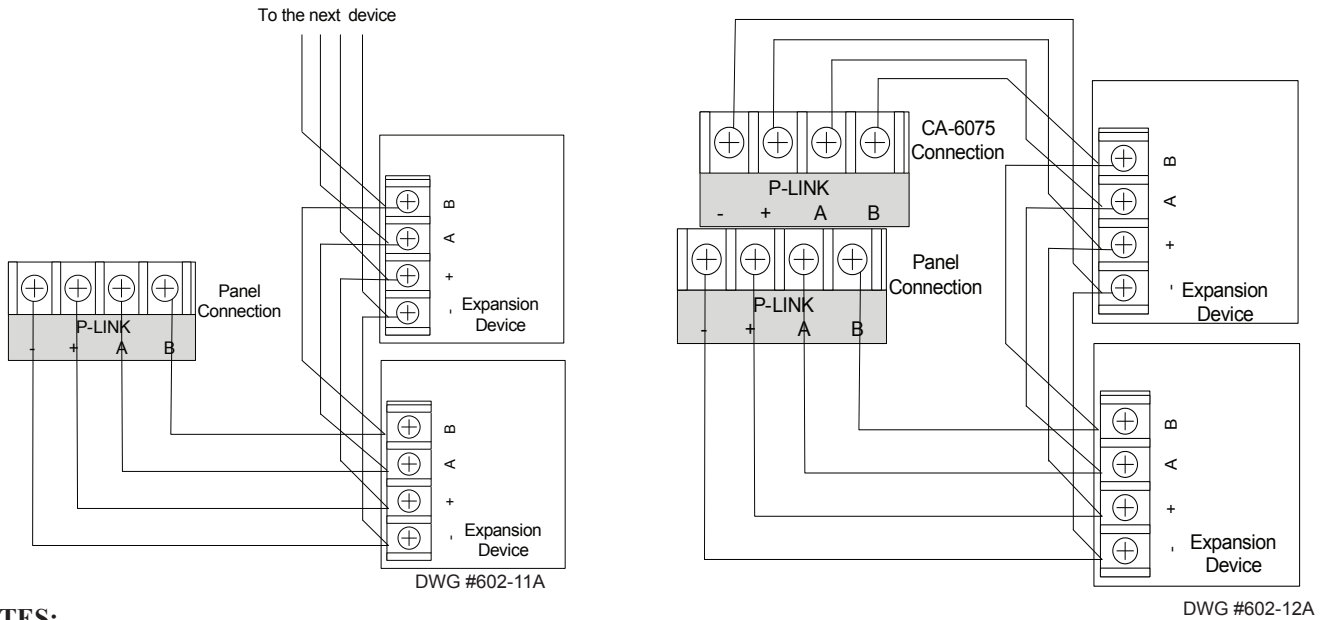 To the next device
B
A
+
-
Expansion
Device
Panel
Connection
P-LINK
- + A B
B
A
+
-
Expansion
Device
DWG #602-11A
CA-6075
Connection
P-LINK
- + A B
Panel
Connection
P-LINK
- + A B
B
A
+
-
Expansion
Device
B
A
+
-
Expansion
Device
DWG #602-12A
TES: